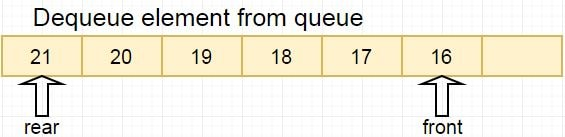 Dequeue element from queue
21 20 19 18 17 16
rear front